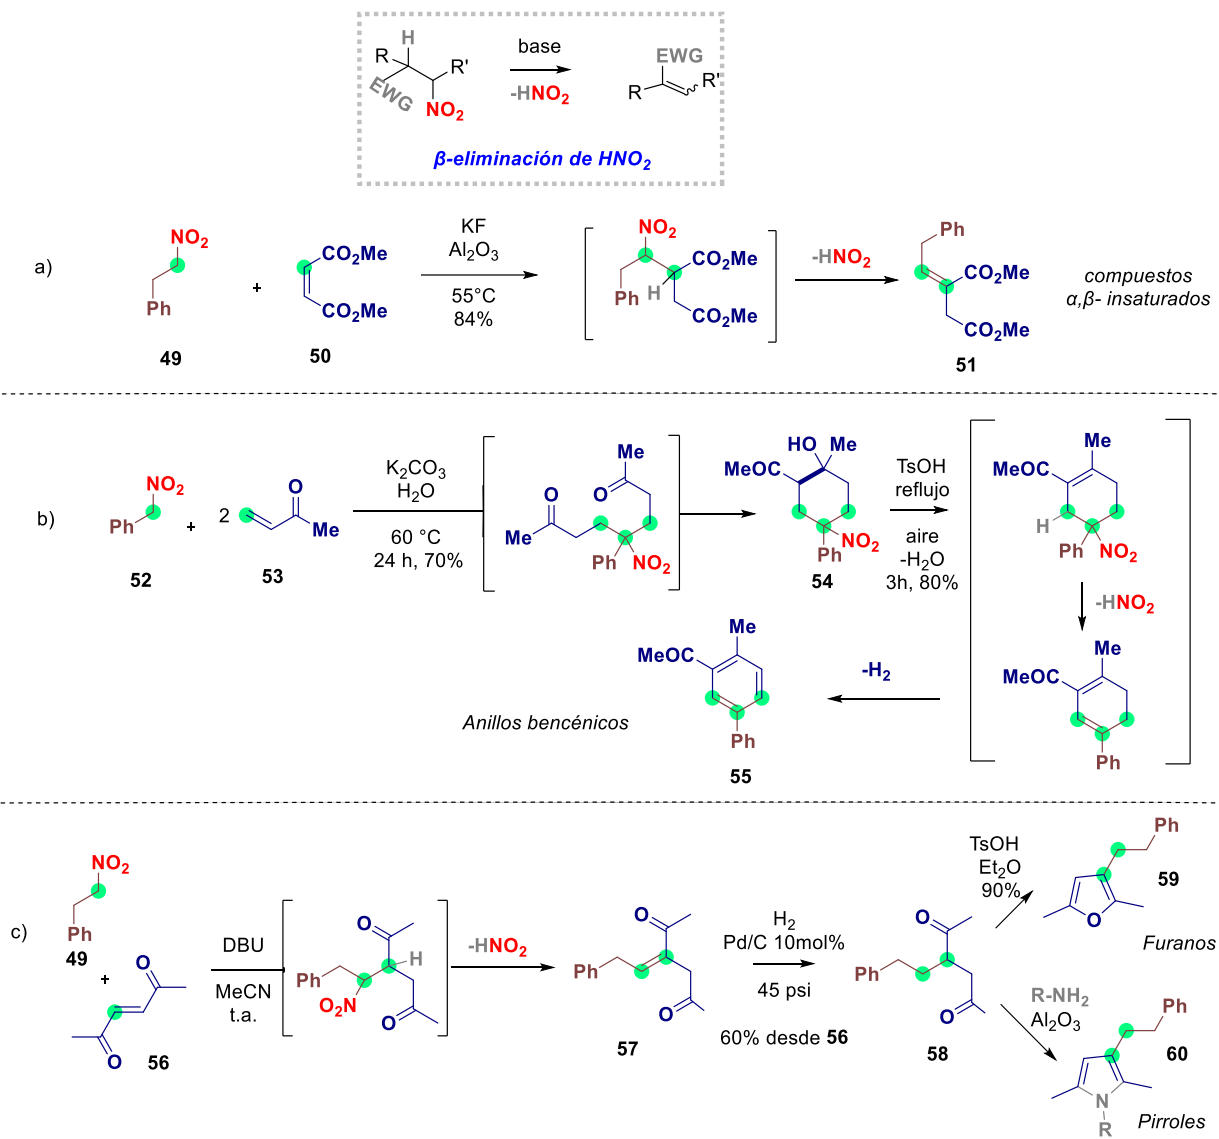 H
R
R'
EWG
NO2
base
-HNO2
EWG
R
R'
β-eliminación de HNO2
a)
NO2
Ph
49
+
CO2Me
CO2Me
50
KF
Al2O3
55°C
84%
NO2
CO2Me
Ph
H
CO2Me
-HNO2
Ph
CO2Me
CO2Me
51
compuestos
α,β- insaturados
b)
NO2
Ph
52
+
2
O
Me
53
K2CO3
H2O
60 °C
24 h, 70%
Me
O
O
Me
Ph
NO2
HO
Me
MeOC
NO2
Ph
54
TsOH
reflujo
aire
-H2O
3h, 80%
Me
MeOC
H
Ph
NO2
-HNO2
Me
MeOC
Ph
-H2
Me
MeOC
Ph
55
Anillos bencénicos
c)
NO2
Ph
49
+
O
O
56
DBU
MeCN
t.a.
O
H
Ph
O2N
O
-HNO2
O
Ph
O
57
H2
Pd/C 10mol%
45 psi
60% desde 56
O
Ph
O
58
TsOH
Et2O
90%
Ph
O
59
Furanos
R-NH2
Al2O3
Ph
60
N
R
Pirroles